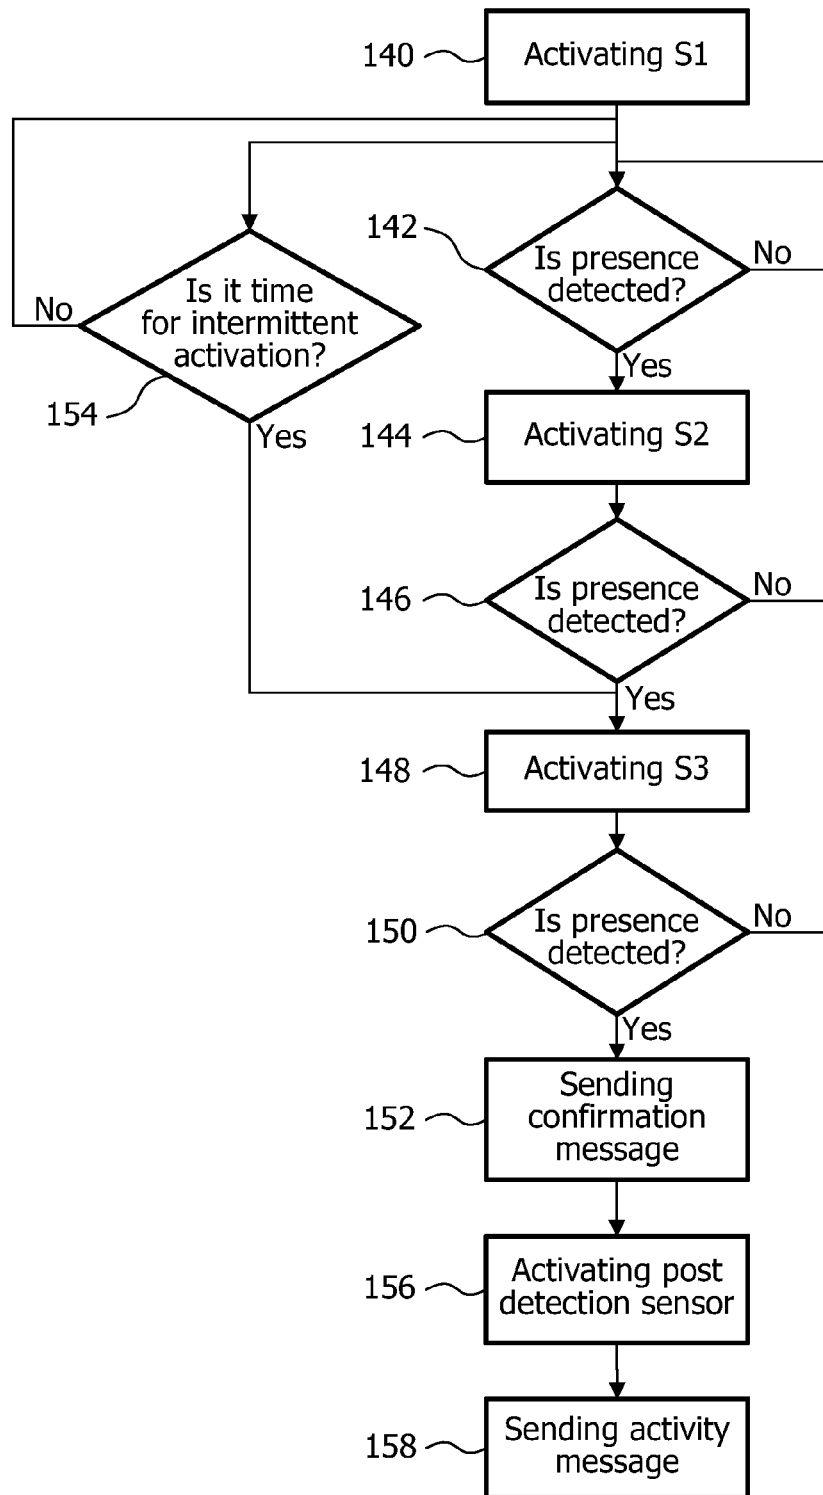 140
Activating S1
142
Is presence
detected?
No
Yes
No
Is it time
for intermittent
activation?
154
Yes
144
Activating S2
146
Is presence
detected?
No
Yes
148
Activating S3
150
Is presence
detected?
No
Yes
152
Sending
confirmation
message
156
Activating post
detection sensor
158
Sending activity
message